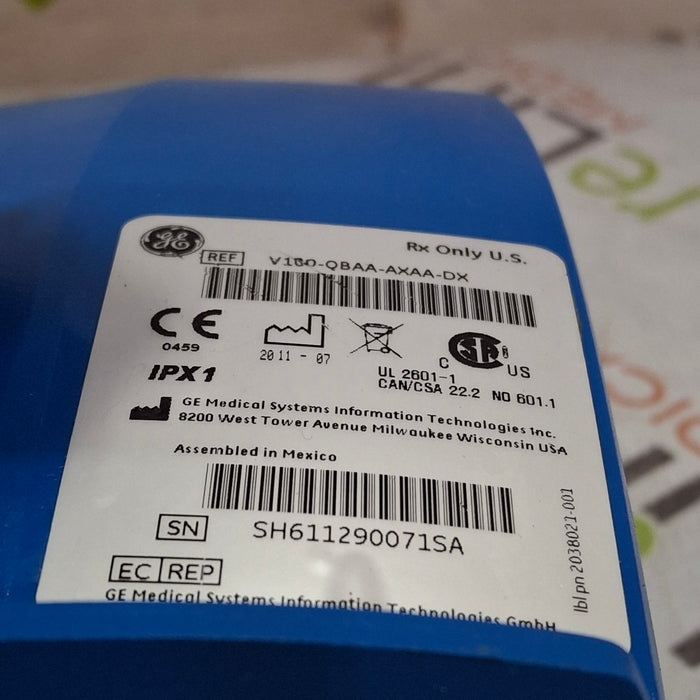 GE
Rx Only U.S.
REF V100-QBAA-AXAA-DX
CE
0459
2011 - 07
C CSA ® US
IPX1
UL 2601-1
CAN/CSA 22.2 NO 601.1
GE Medical Systems Information Technologies Inc.
8200 West Tower Avenue Milwaukee Wisconsin USA
Assembled in Mexico
SN SH611290071SA
EC REP
GE Medical Systems Information Technologies GmbH
lbl pn 2038021-001